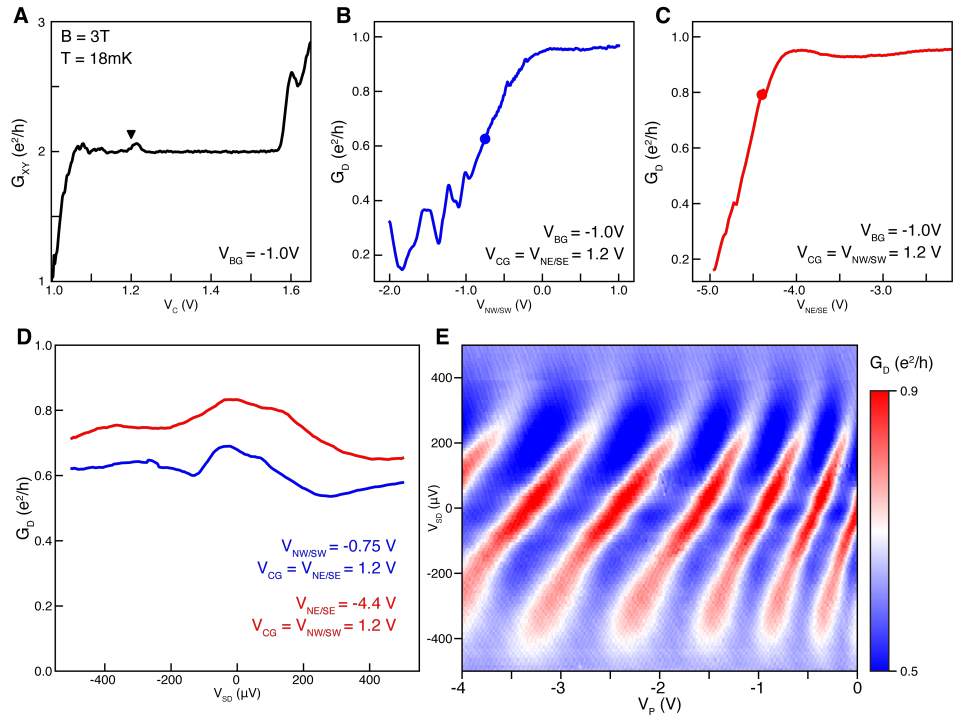 A
B = 3T
T = 18mK
3
2
1
G_XY (e²/h)
V_BG = -1.0V
1.0
1.2
1.4
1.6
V_C (V)
B
1.0
0.8
0.6
0.4
0.2
G_D (e²/h)
V_BG = -1.0V
V_CG = V_NE/SE = 1.2 V
-2.0
-1.0
0.0
1.0
V_NW/SW (V)
C
1.0
0.8
0.6
0.4
0.2
G_D (e²/h)
V_BG = -1.0V
V_CG = V_NW/SW = 1.2 V
-5.0
-4.0
-3.0
V_NE/SE (V)
D
1.0
0.8
0.6
0.4
0.2
0.0
G_D (e²/h)
V_NW/SW = -0.75 V
V_CG = V_NE/SE = 1.2 V
V_NE/SE = -4.4 V
V_CG = V_NW/SW = 1.2 V
-400
-200
0
200
400
V_SD (μV)
E
400
200
0
-200
-400
V_SD (μV)
-4
-3
-2
-1
0
V_P (V)
G_D (e²/h)
0.9
0.5